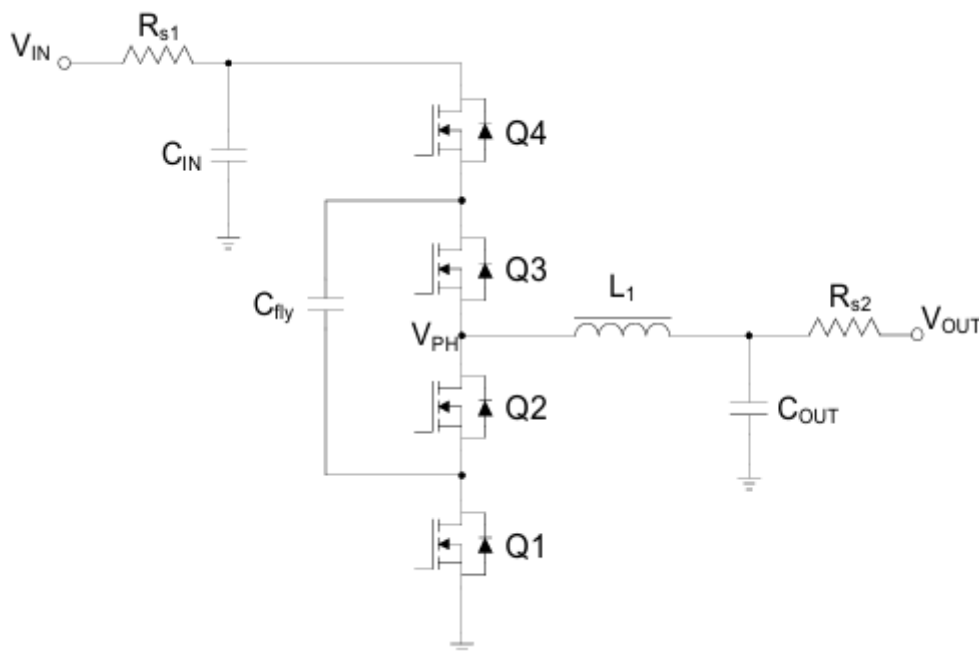 R_s1
V_IN
Q4
C_IN
Q3
C_fly
L_1
R_s2
V_PH
V_OUT
Q2
C_OUT
Q1